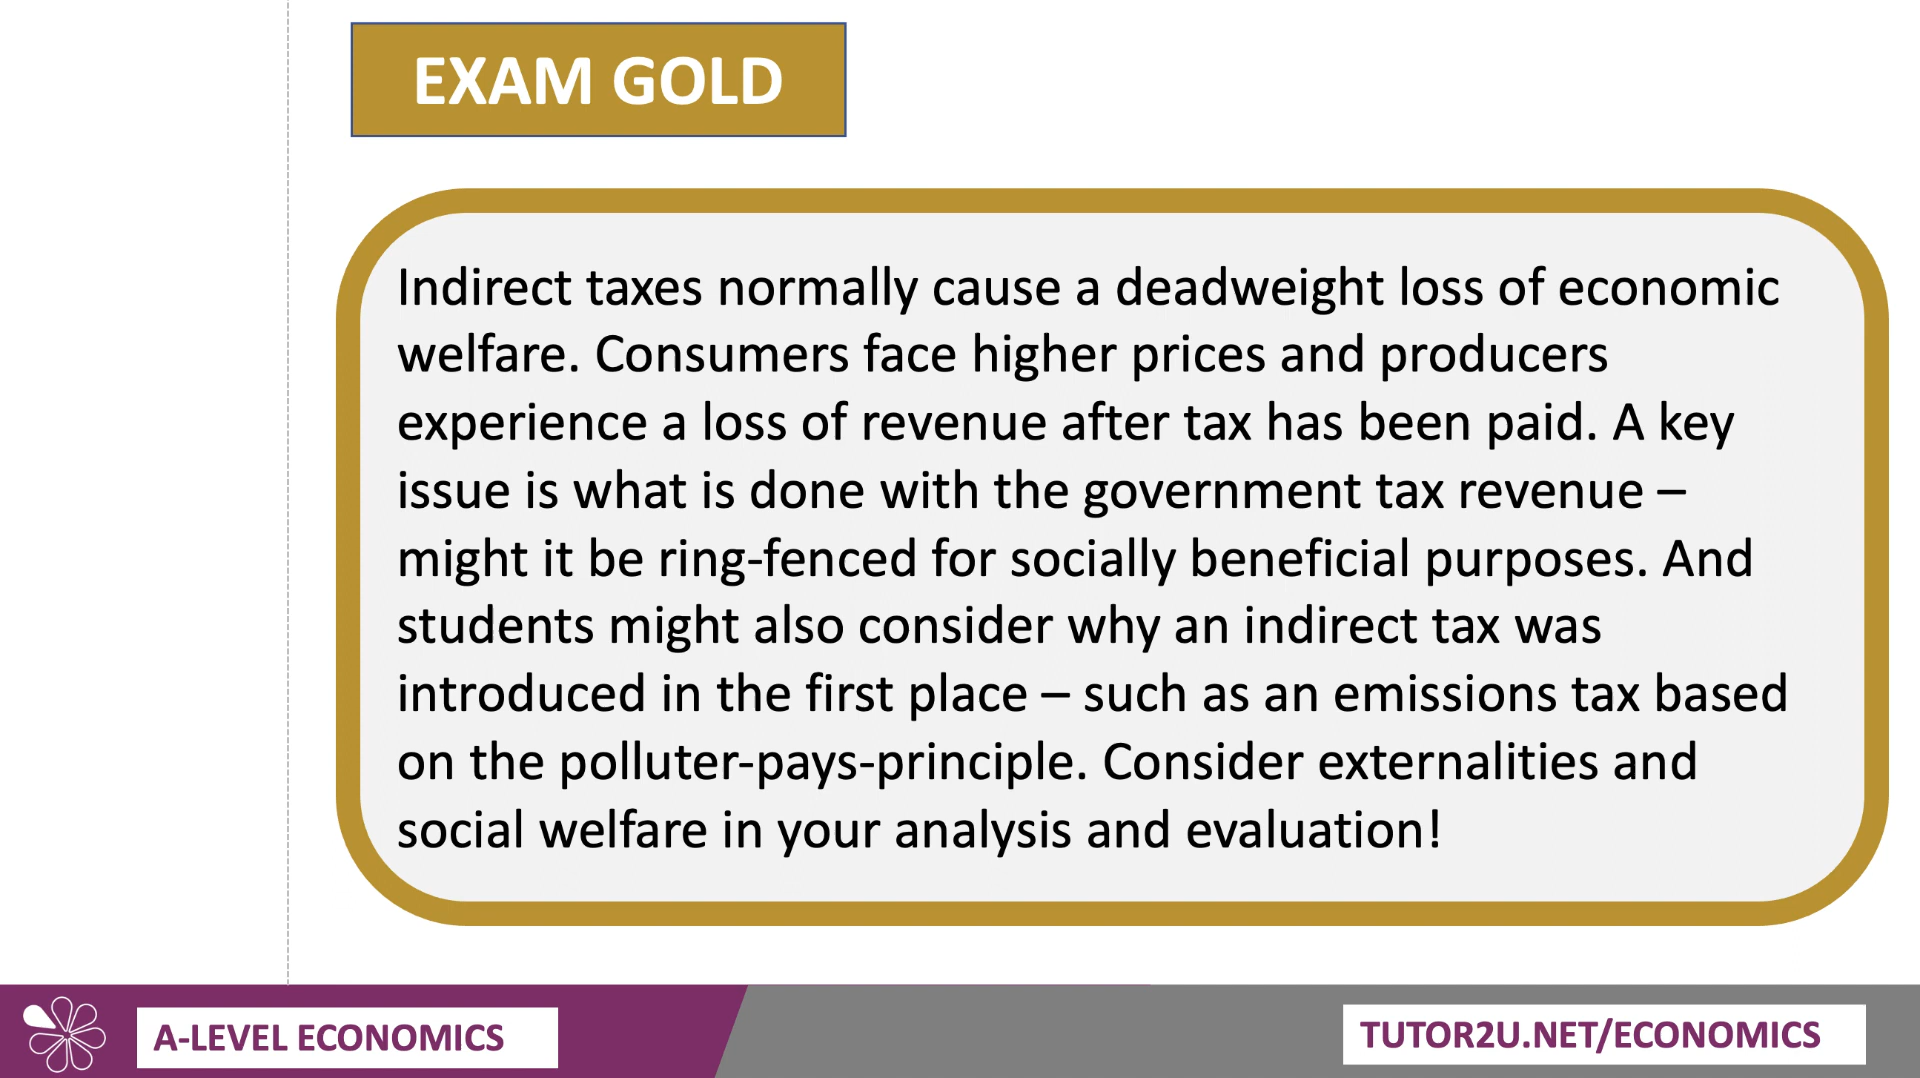 EXAM GOLD
Indirect taxes normally cause a deadweight loss of economic
welfare. Consumers face higher prices and producers
experience a loss of revenue after tax has been paid. A key
issue is what is done with the government tax revenue –
might it be ring-fenced for socially beneficial purposes. And
students might also consider why an indirect tax was
introduced in the first place – such as an emissions tax based
on the polluter-pays-principle. Consider externalities and
social welfare in your analysis and evaluation!
A-LEVEL ECONOMICS
TUTOR2U.NET/ECONOMICS